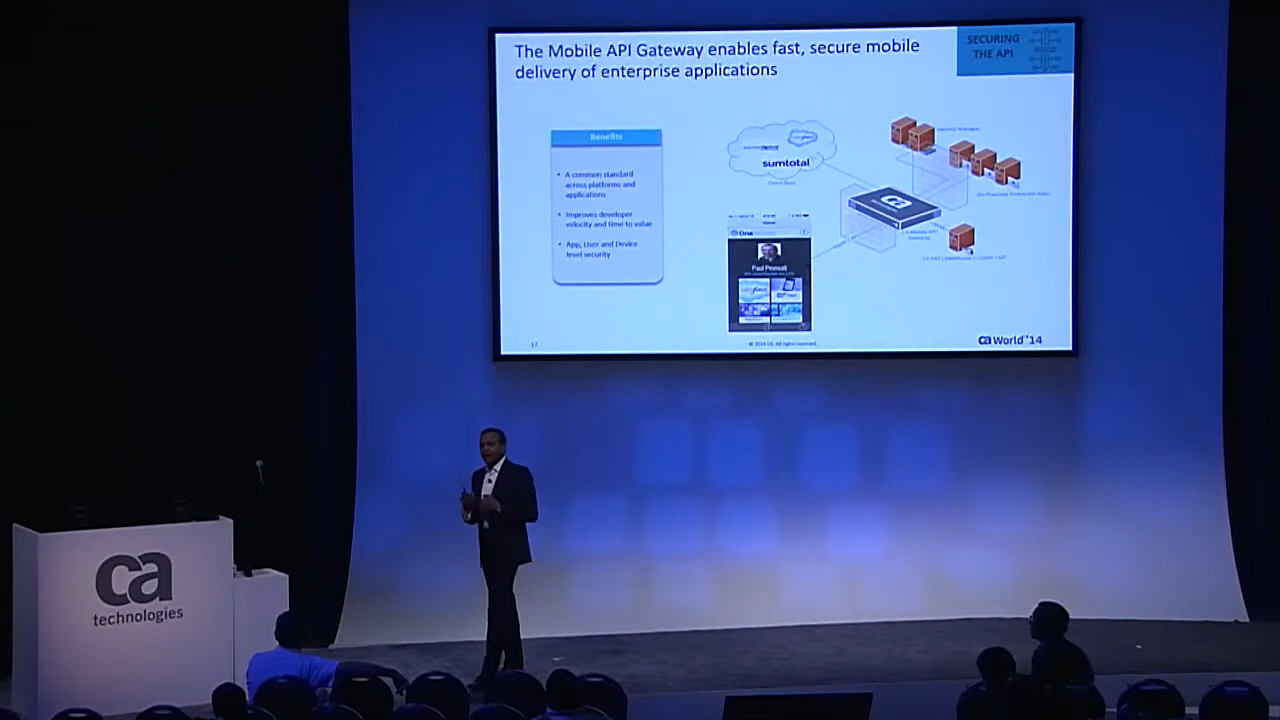 The Mobile API Gateway enables fast, secure mobile
delivery of enterprise applications
SECURING
THE API
Benefits
• A common standard
across platforms and
applications
• Improves developer
velocity and time to value
• App, User and Device
level security
sumtotal
ca
OneAccess
17
© 2014 CA. All rights reserved.
ca World '14
ca
technologies